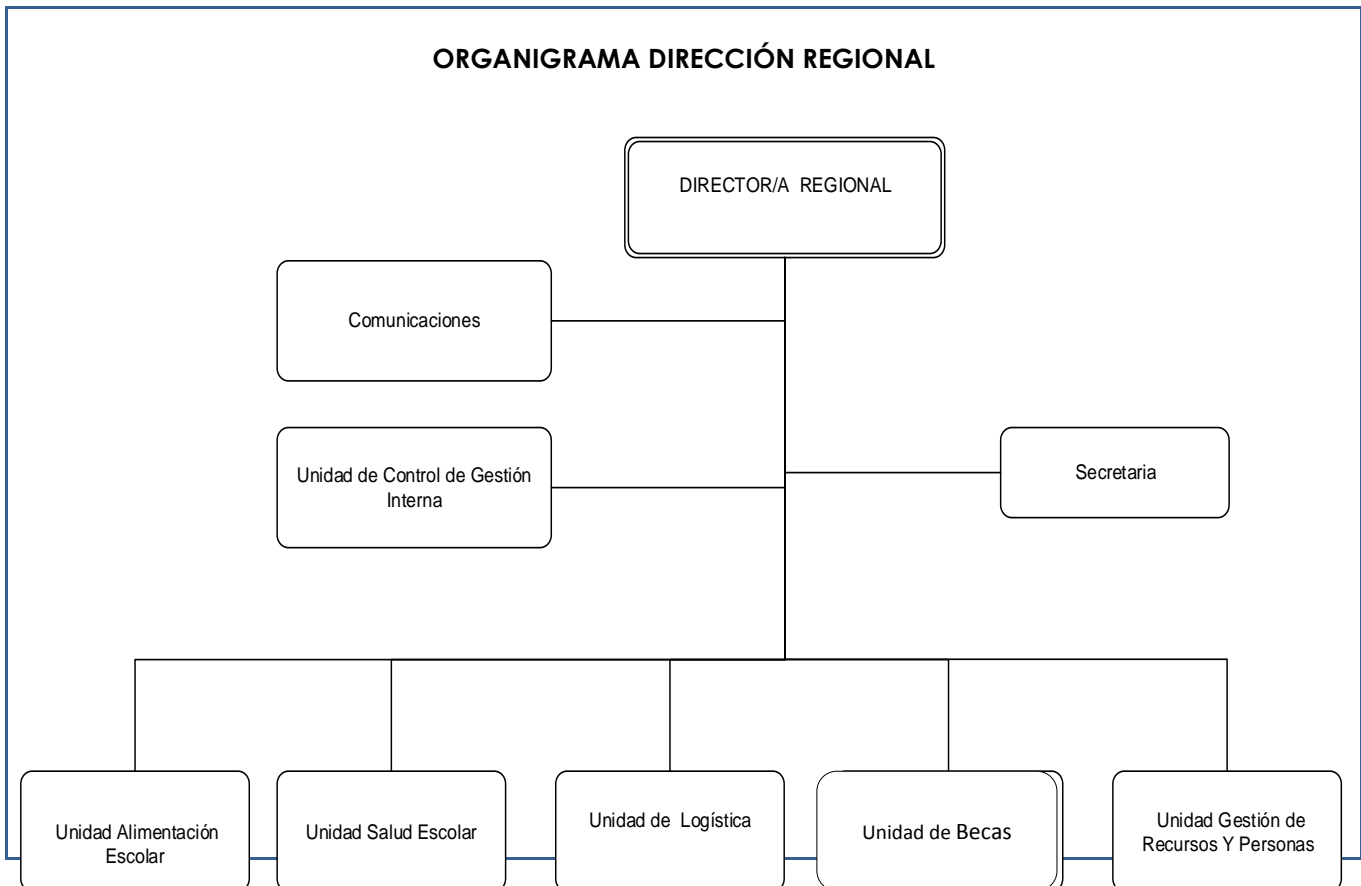 ORGANIGRAMA DIRECCIÓN REGIONAL
DIRECTOR/A REGIONAL
Comunicaciones
Unidad de Control de Gestión
Interna
Secretaria
Unidad Alimentación
Escolar
Unidad Salud Escolar
Unidad de Logística
Unidad de Becas
Unidad Gestión de
Recursos Y Personas